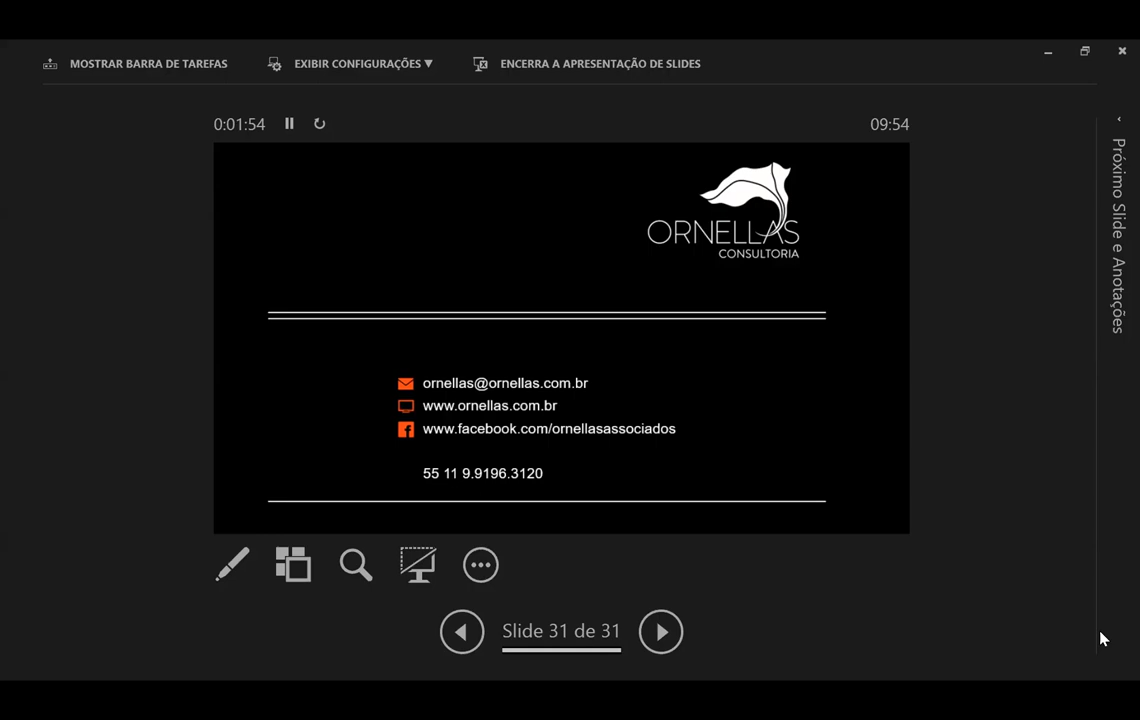 MOSTRAR BARRA DE TAREFAS
EXIBIR CONFIGURAÇÕES ▼
ENCERRA A APRESENTAÇÃO DE SLIDES
0:01:54
09:54
ORNELLAS
CONSULTORIA
ornellas@ornellas.com.br
www.ornellas.com.br
www.facebook.com/ornellasassociados
55 11 9.9196.3120
Slide 31 de 31
Próximo Slide e Anotações